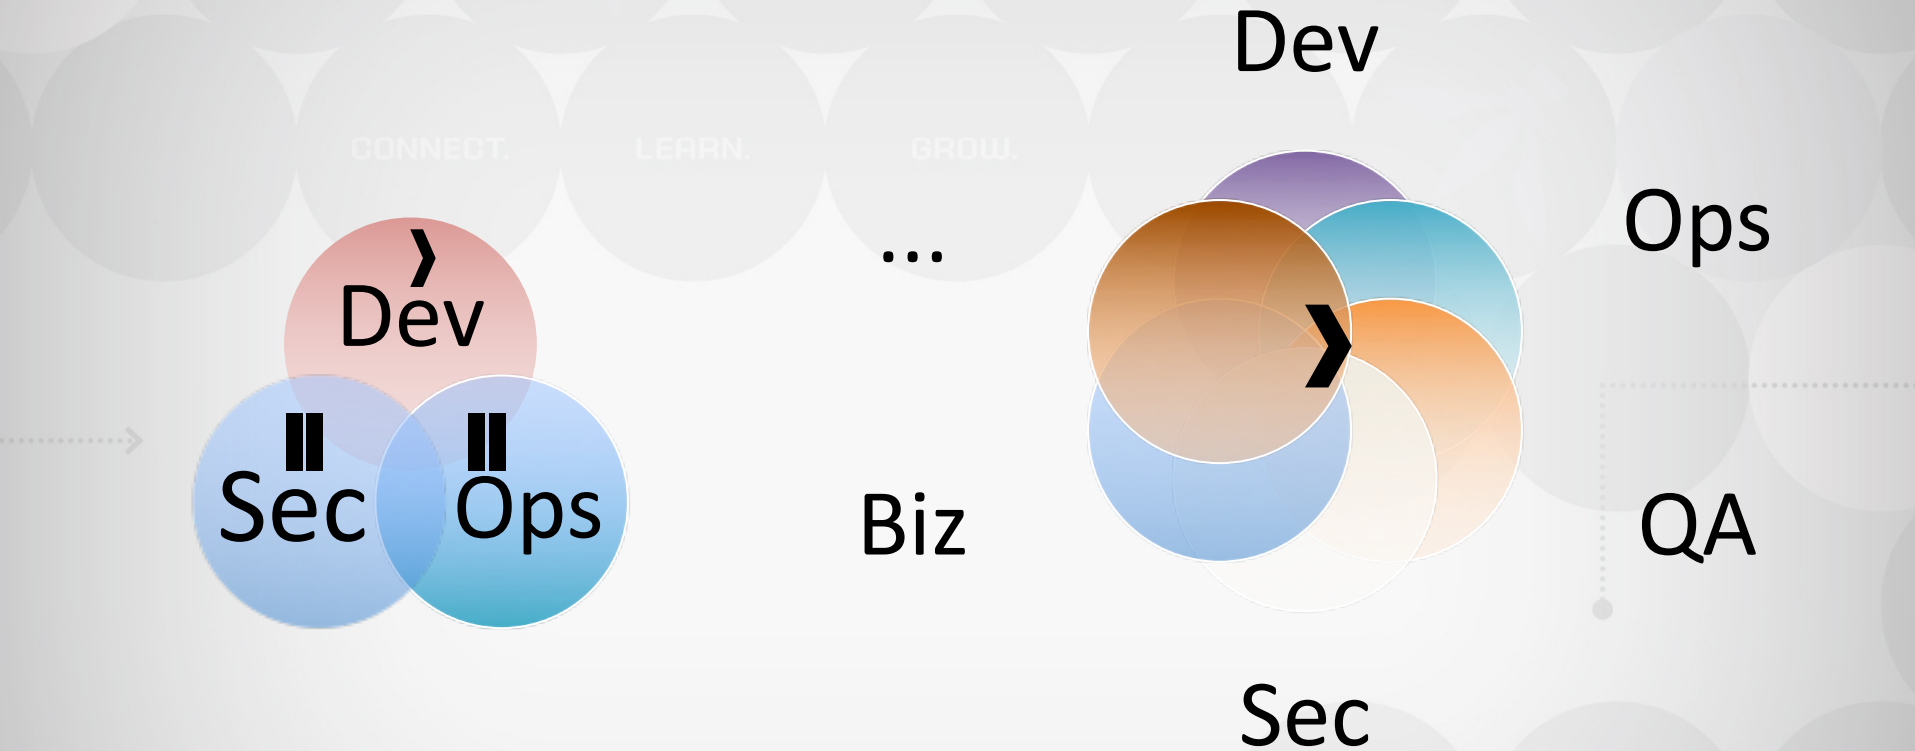 CONNECT. LEARN. GROW.
❯
Dev
Sec
Ops
Dev
Ops
QA
Sec
Biz
...
❯